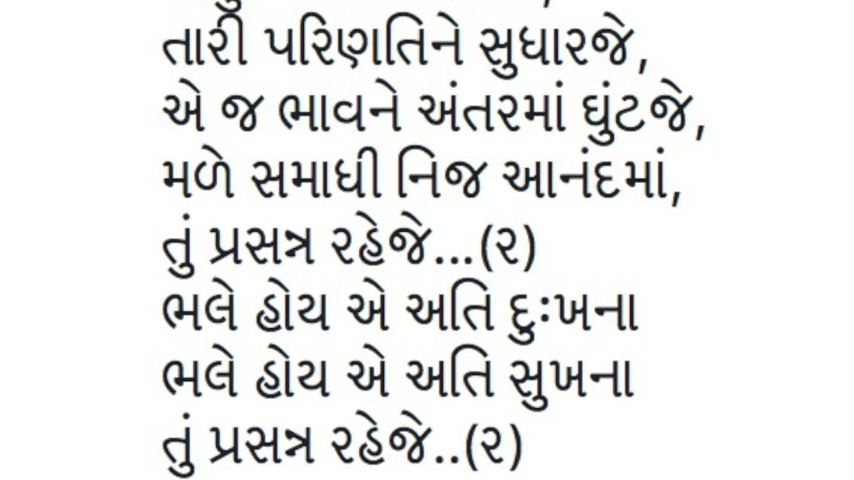 તારી પરિણતિને સુધારજે,
એ જ ભાવને અંતરમાં ઘુંટજે,
મળે સમાધી નિજ આનંદમાં,
તું પ્રસન્ન રહેજે...(૨)
ભલે હોય એ અતિ દુઃખના
ભલે હોય એ અતિ સુખના
તું પ્રસન્ન રહેજે..(૨)